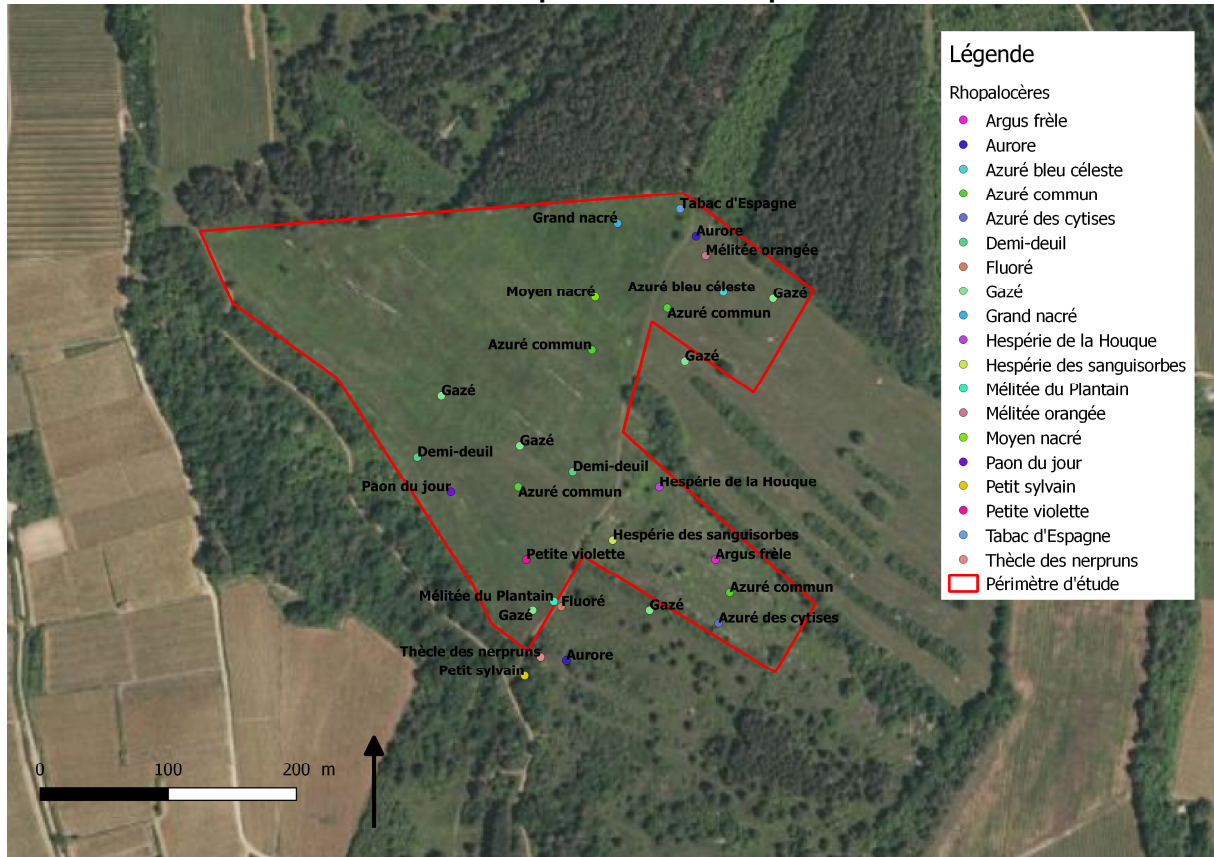 Légende
Rhopalocères
Argus frèle
Aurore
Azuré bleu céleste
Azuré commun
Azuré des cytises
Demi-deuil
Fluoré
Gazé
Grand nacré
Hespérie de la Houque
Hespérie des sanguisorbes
Mélitée du Plantain
Mélitée orangée
Moyen nacré
Paon du jour
Petit sylvain
Petite violette
Tabac d'Espagne
Thècle des nerpruns
Périmètre d'étude
Tabac d'Espagne
Grand nacré
Aurore
Mélitée orangée
Azuré bleu céleste
Moyen nacré
Gazé
Azuré commun
Azuré commun
Gazé
Gazé
Gazé
Demi-deuil
Demi-deuil
Paon du jour
Azuré commun
Hespérie de la Houque
Hespérie des sanguisorbes
Petite violette
Argus frèle
Azuré commun
Mélitée du Plantain
Fluoré
Gazé
Gazé
Azuré des cytises
Thècle des nerpruns
Aurore
Petit sylvain
0 100 200 m